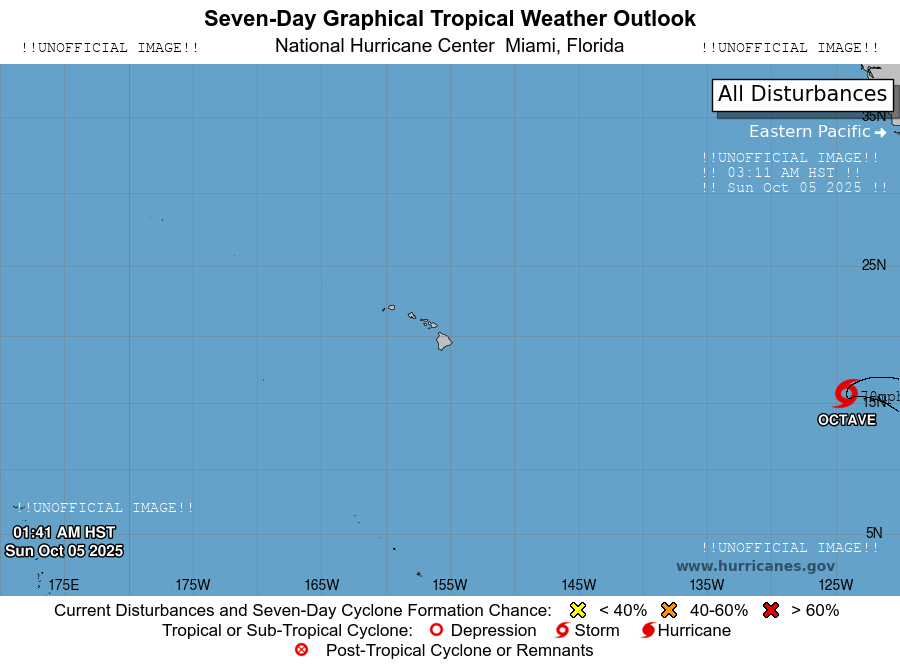 Seven-Day Graphical Tropical Weather Outlook
!!UNOFFICIAL IMAGE!!
National Hurricane Center Miami, Florida
!!UNOFFICIAL IMAGE!!
All Disturbances
35N
Eastern Pacific
!!UNOFFICIAL IMAGE!!
!! 03:11 AM HST !!
!! Sun Oct 05 2025 !!
25N
70mph
15N
OCTAVE
!!UNOFFICIAL IMAGE!!
01:41 AM HST
Sun Oct 05 2025
5N
!!UNOFFICIAL IMAGE!!
www.hurricanes.gov
175E 175W 165W 155W 145W 135W 125W
Current Disturbances and Seven-Day Cyclone Formation Chance: < 40% 40-60% > 60%
Tropical or Sub-Tropical Cyclone: Depression Storm Hurricane
Post-Tropical Cyclone or Remnants